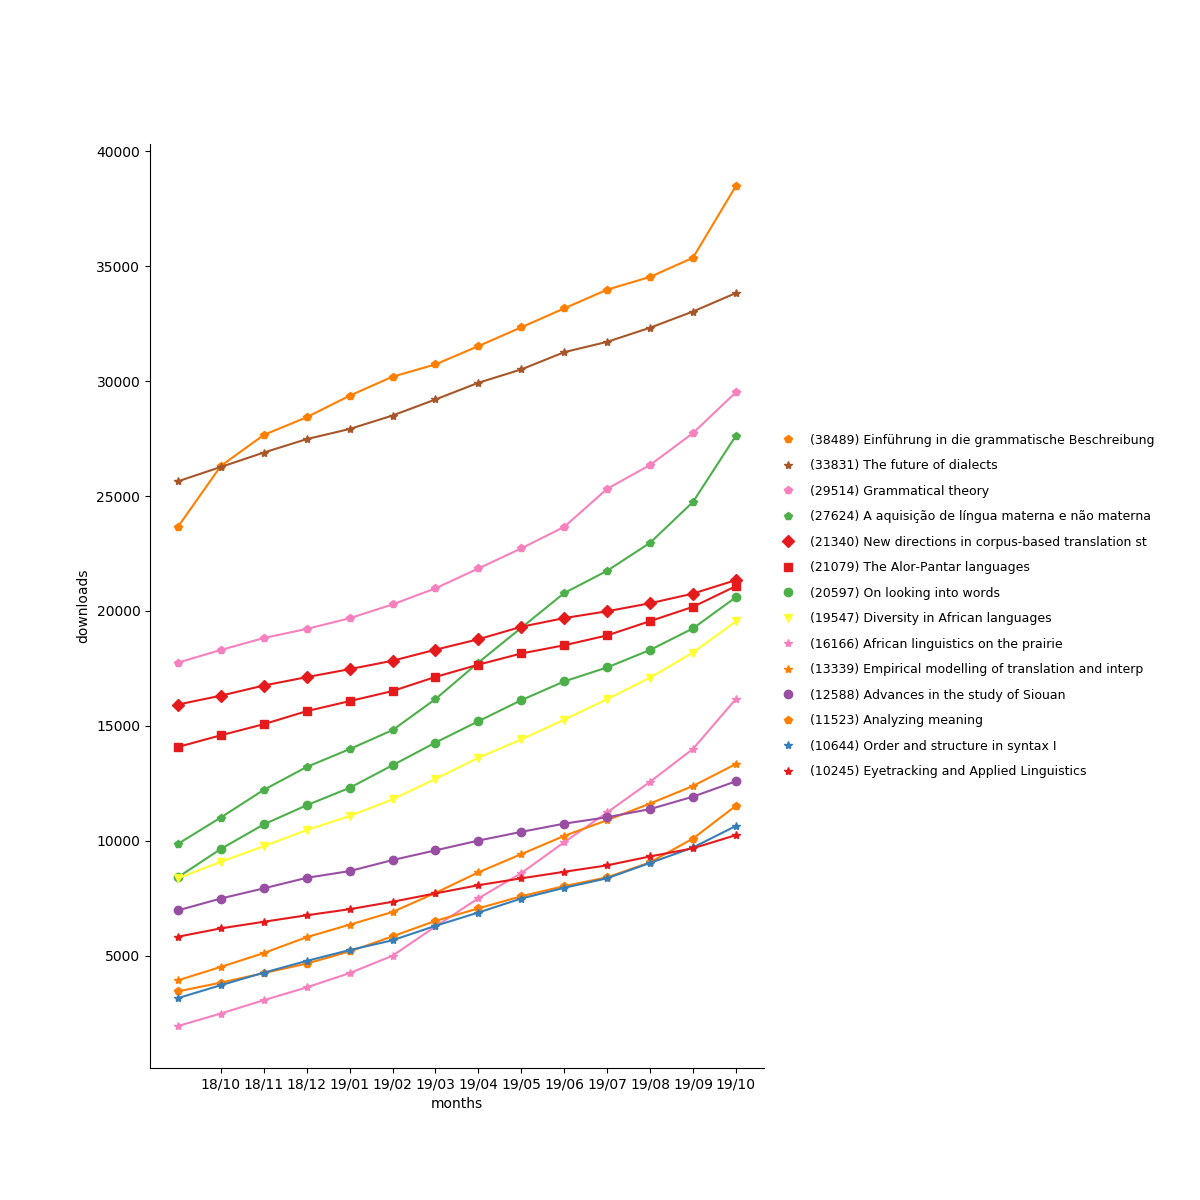 40000
35000
30000
25000
20000
15000
10000
5000
downloads
18/10 18/11 18/12 19/01 19/02 19/03 19/04 19/05 19/06 19/07 19/08 19/09 19/10
months
(38489) Einführung in die grammatische Beschreibung
(33831) The future of dialects
(29514) Grammatical theory
(27624) A aquisição de língua materna e não materna
(21340) New directions in corpus-based translation st
(21079) The Alor-Pantar languages
(20597) On looking into words
(19547) Diversity in African languages
(16166) African linguistics on the prairie
(13339) Empirical modelling of translation and interp
(12588) Advances in the study of Siouan
(11523) Analyzing meaning
(10644) Order and structure in syntax I
(10245) Eyetracking and Applied Linguistics